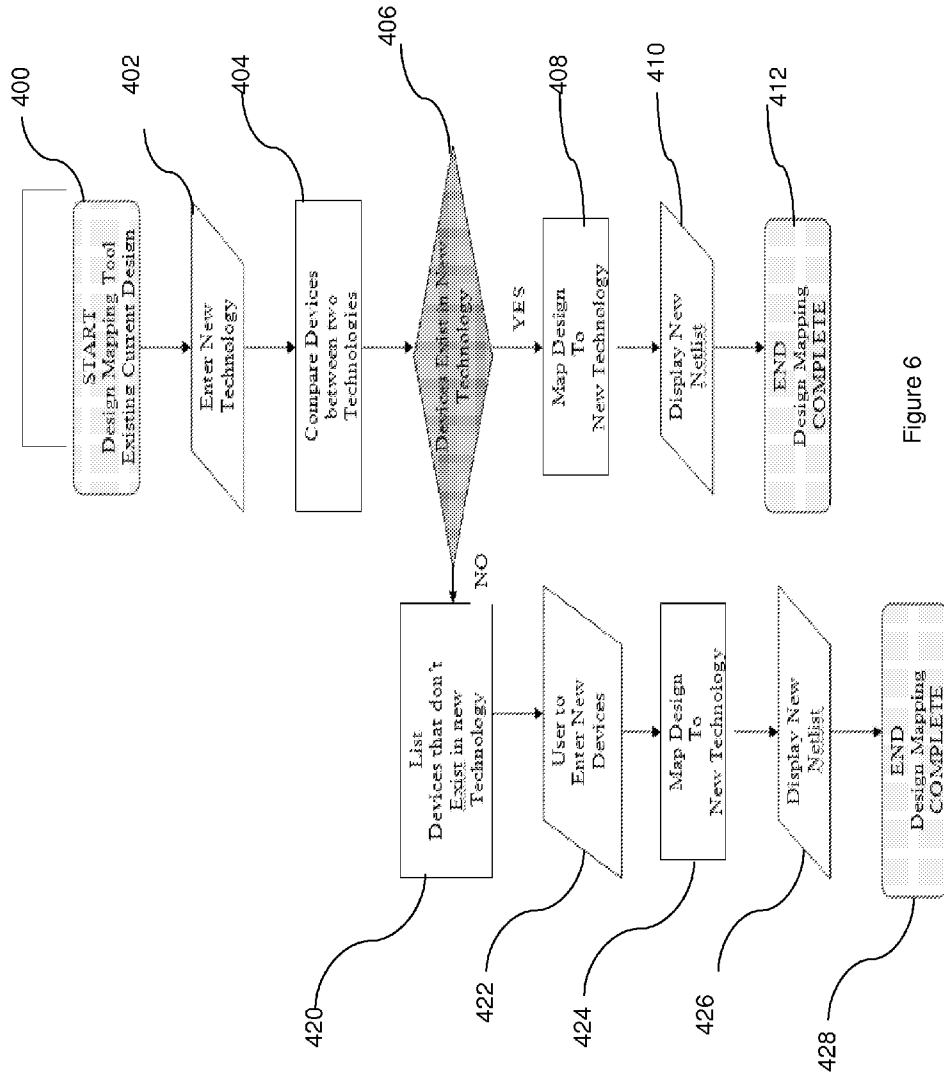 400
START
Design Mapping Tool
Existing Current Design
402
Enter New
Technology
404
Compare Devices
between two
Technologies
406
Devices Exist in New
Technology
YES
408
Map Design
To
New Technology
410
Display New
Netlist
412
END
Design Mapping
COMPLETE
NO
420
List
Devices that don't
Exist in new
Technology
422
User to
Enter New
Devices
424
Map Design
To
New Technology
426
Display New
Netlist
428
END
Design Mapping
COMPLETE
Figure 6